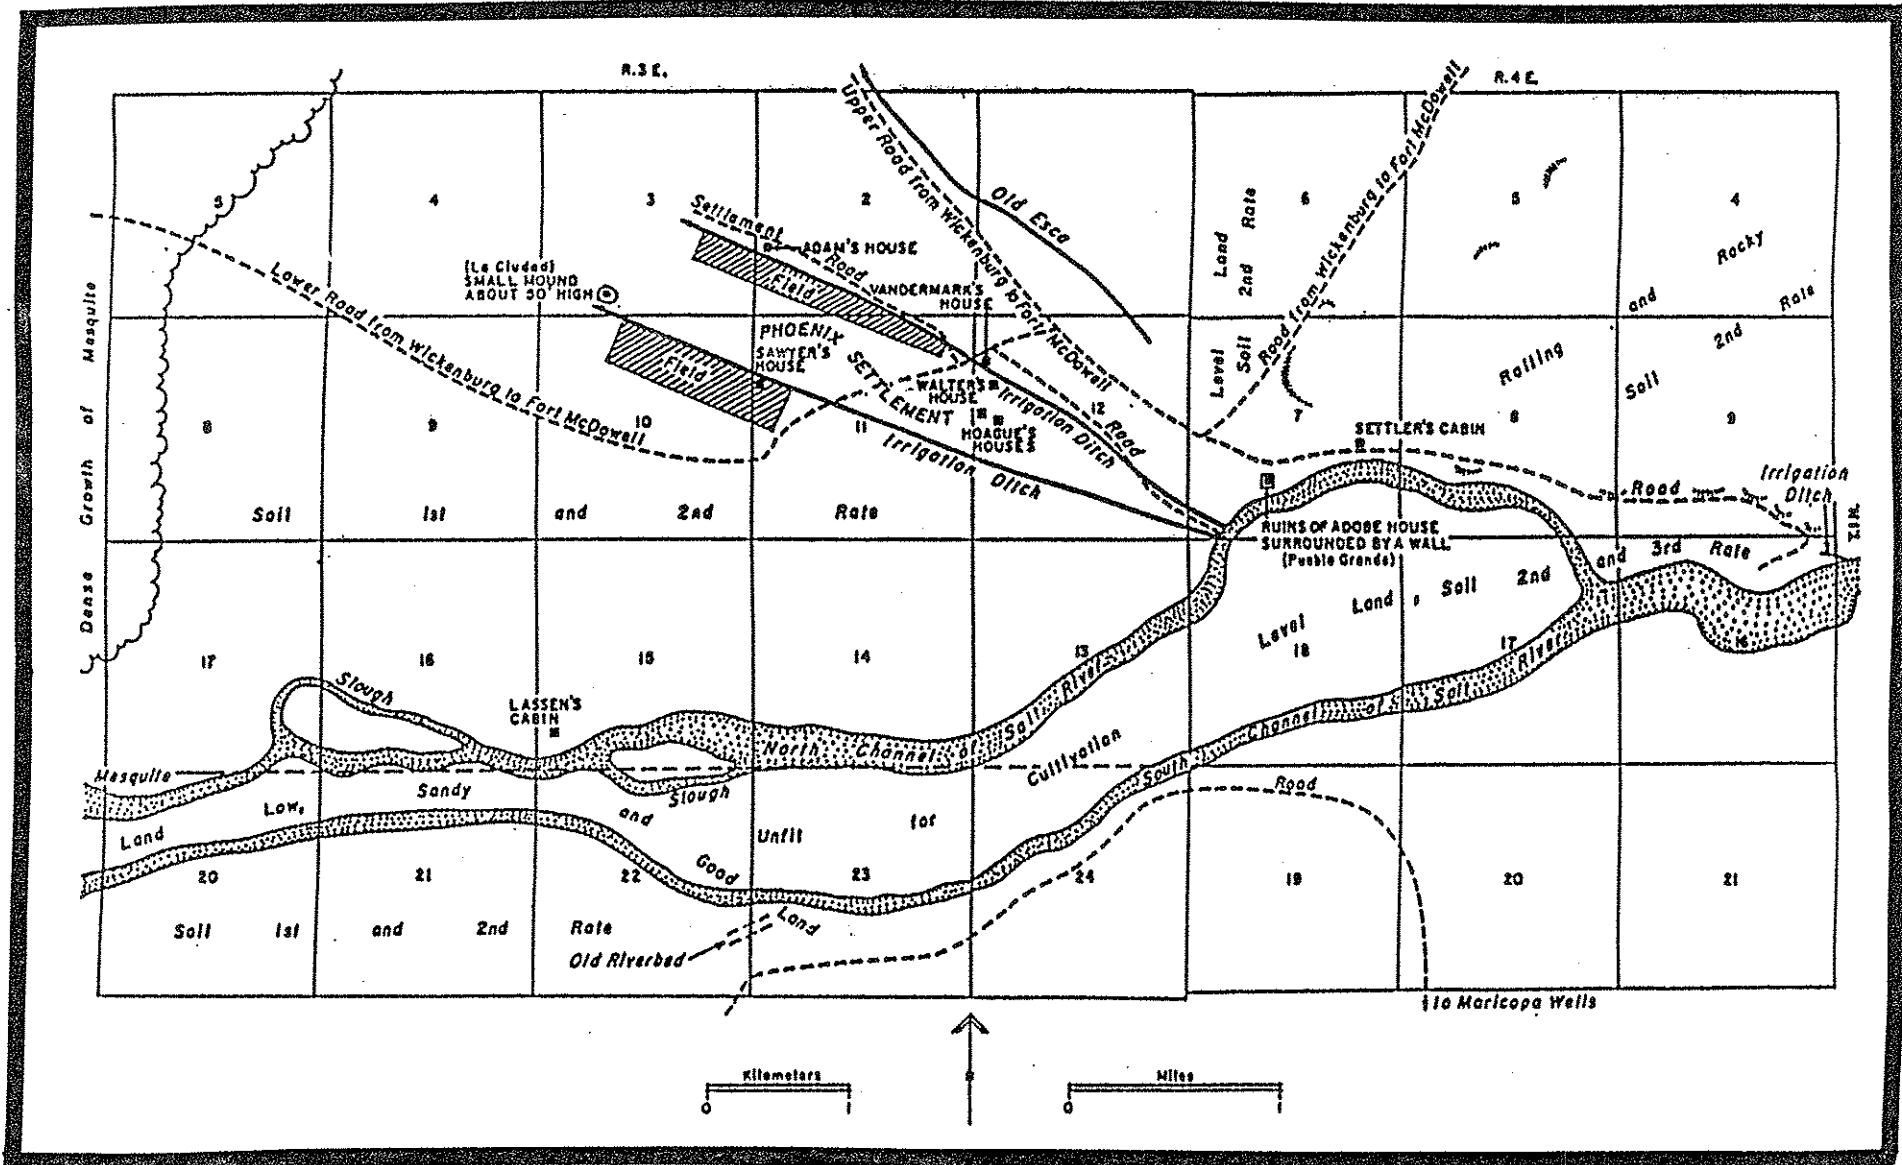 R.3 E.
R.4 E.
5
4
3
2
6
5
4
Settlement Road
ADAM'S HOUSE
Upper Road from Wickenburg to Fort McDowell
Old Esca
Level Land
Soil 2nd Rate
Road from Wickenburg to Fort McDowell
Rocky
and
Rolling
Soil 2nd Rate
Dense Growth of Mesquite
Lower Road from Wickenburg to Fort McDowell
(La Ciudad)
SMALL MOUND
ABOUT 50' HIGH
Field
VANDERMARK'S
HOUSE
PHOENIX SETTLEMENT
SAWYER'S
HOUSE
Field
WALTER'S
HOUSE
HOAGUE'S
HOUSES
Irrigation Ditch
Road
Irrigation Ditch
8
9
10
11
12
7
8
9
SETTLER'S CABIN
Irrigation
Ditch
Road
Soil 1st and 2nd Rate
RUINS OF ADOBE HOUSE
SURROUNDED BY A WALL
(Pueblo Grande)
Level Land Soil 2nd and 3rd Rate
17
16
15
14
13
18
17
16
Slough
LASSEN'S
CABIN
North Channel of Salt River
South Channel of Salt River
Mesquite
Slough
Land Low, Sandy and Unfit for Cultivation
Road
20
21
22
23
24
19
20
21
Good Land
Soil 1st and 2nd Rate
Old Riverbed
to Maricopa Wells
Kilometers
0 1
Miles
0 1